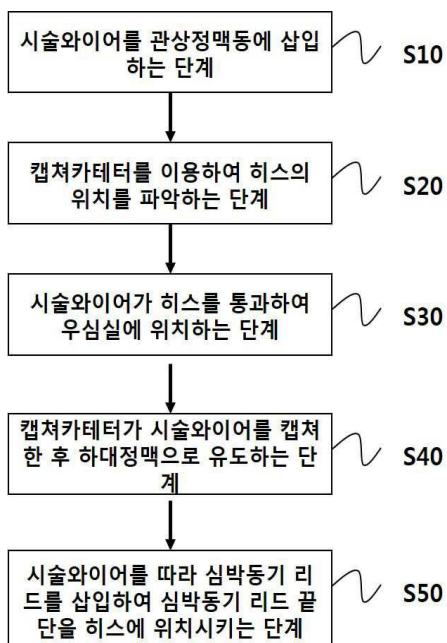 시술와이어를 관상정맥동에 삽입
하는 단계
S10
캡쳐카테터를 이용하여 히스의
위치를 파악하는 단계
S20
시술와이어가 히스를 통과하여
우심실에 위치하는 단계
S30
캡쳐카테터가 시술와이어를 캡쳐
한 후 하대정맥으로 유도하는 단
계
S40
시술와이어를 따라 심박동기 리
드를 삽입하여 심박동기 리드 끝
단을 히스에 위치시키는 단계
S50